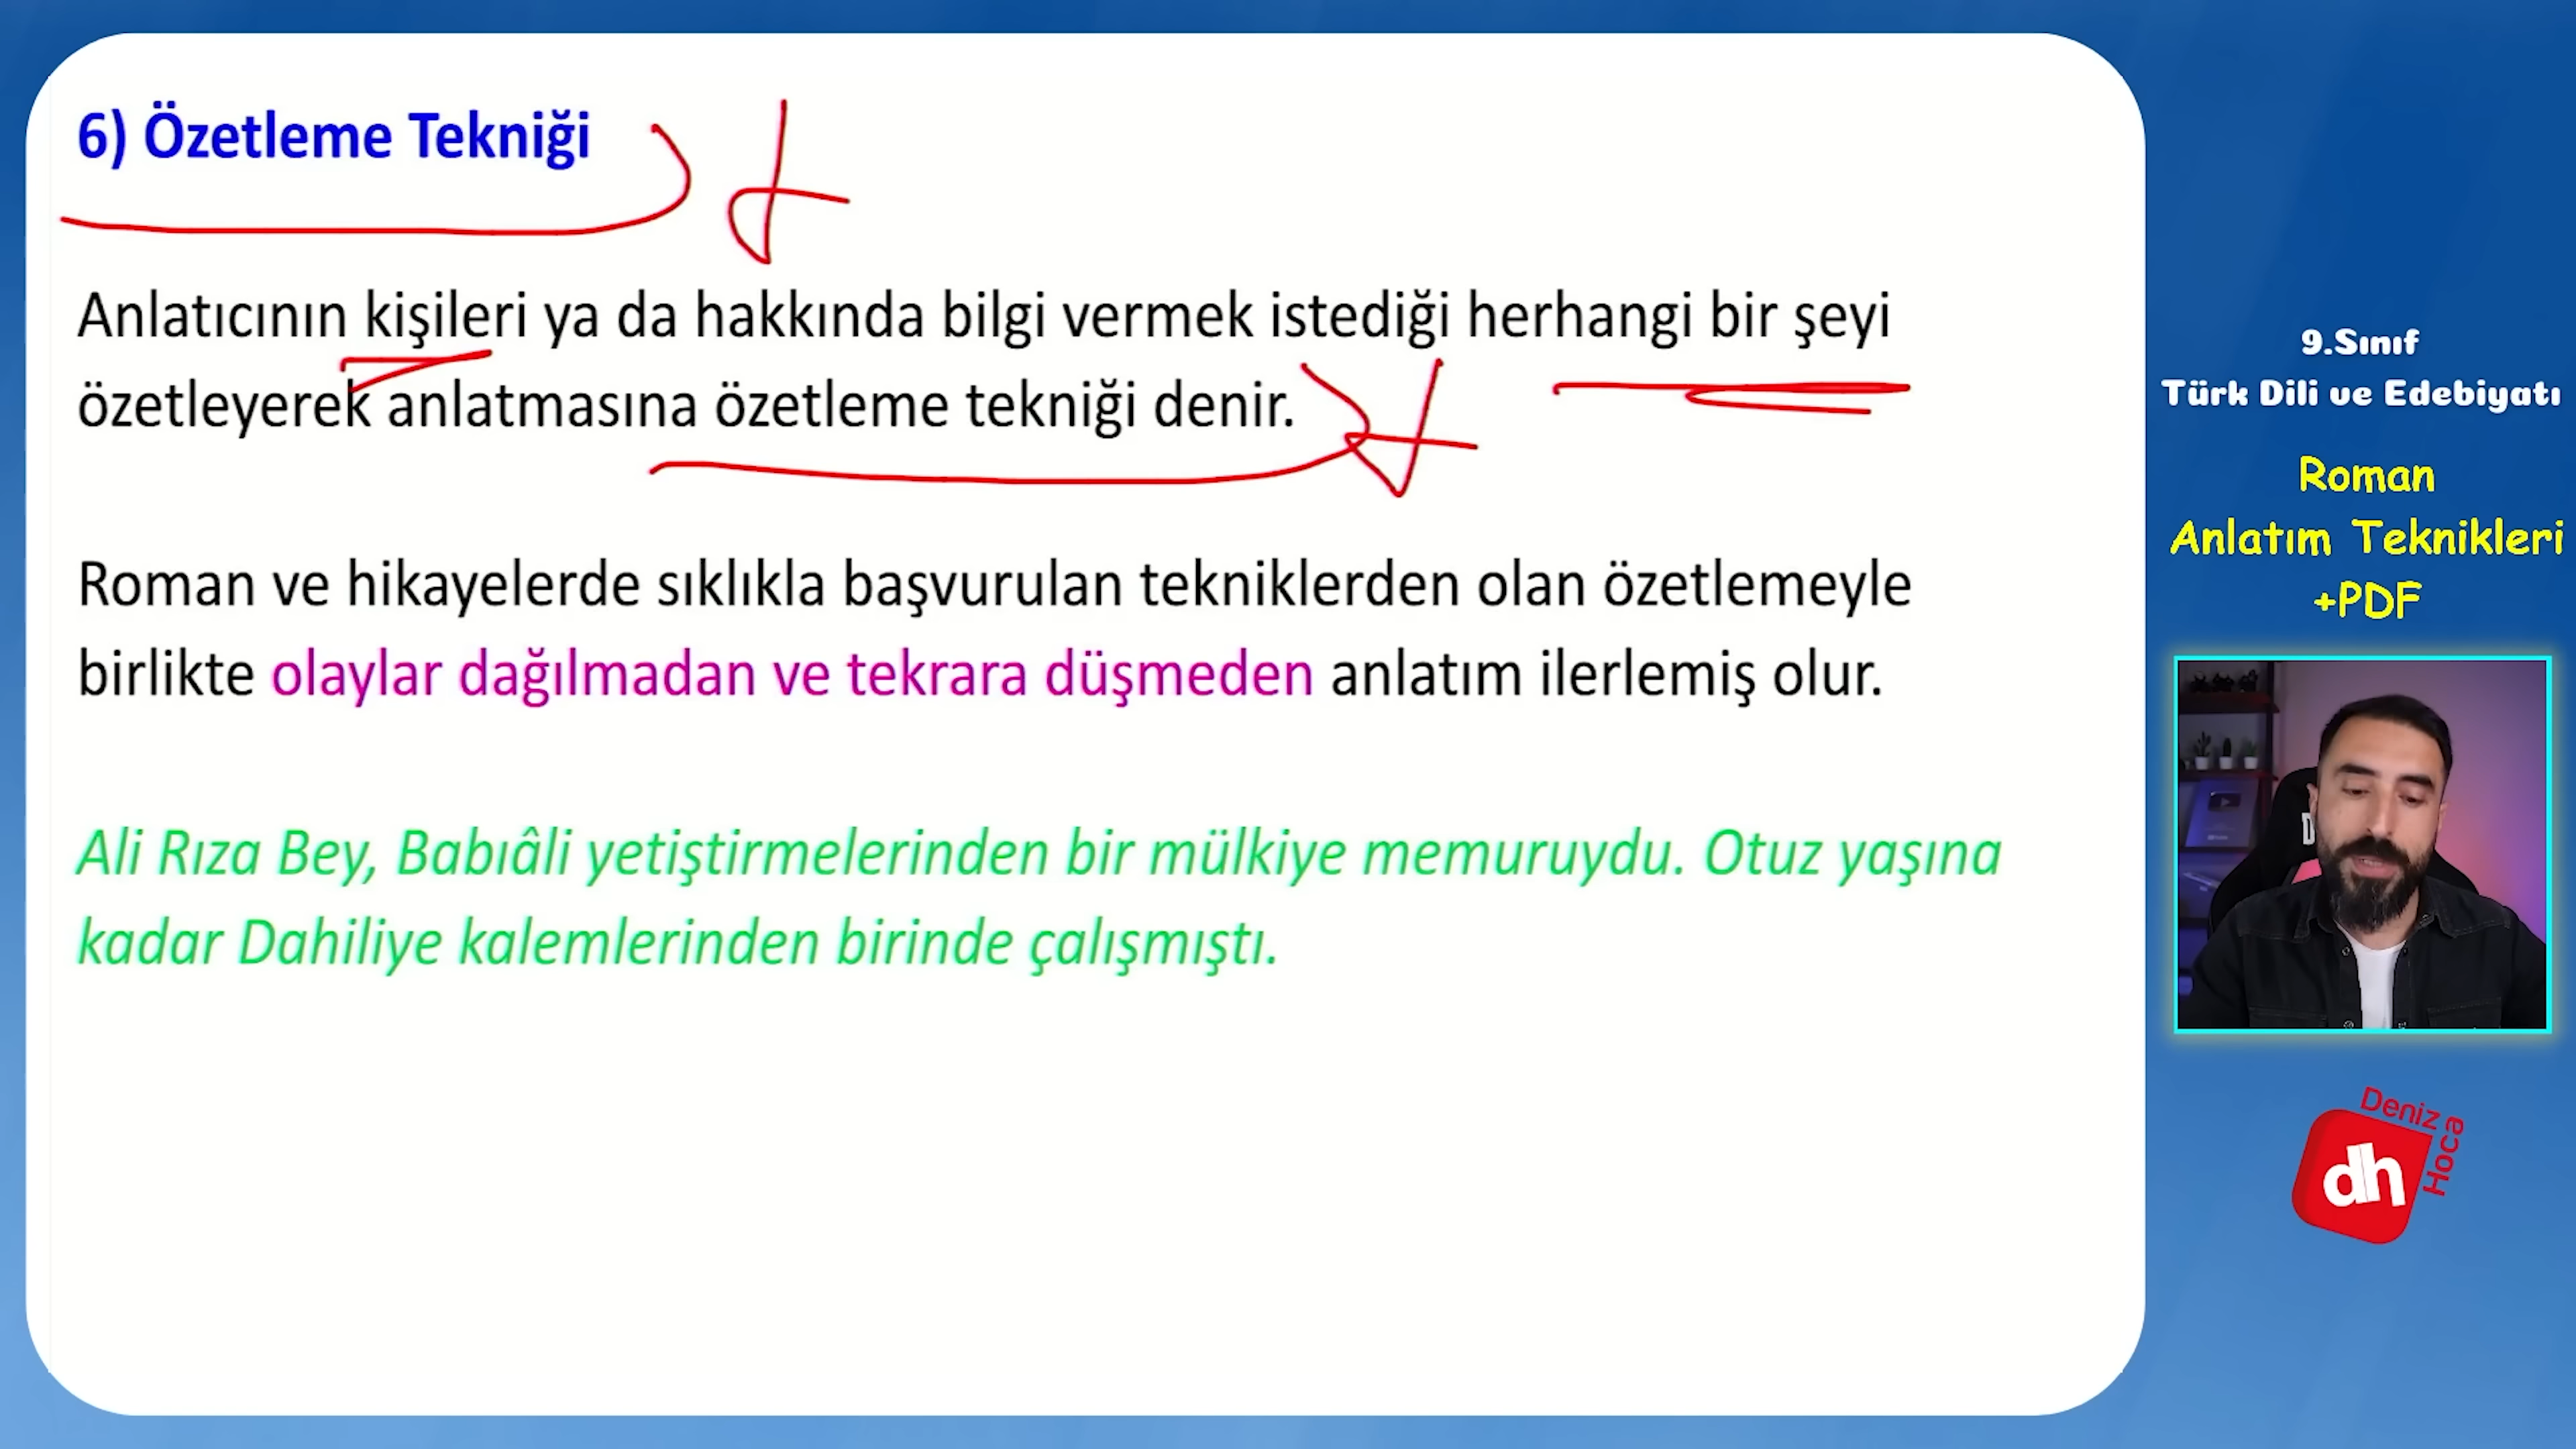 6) Özetleme Tekniği
Anlatıcının kişileri ya da hakkında bilgi vermek istediği herhangi bir şeyi
özetleyerek anlatmasına özetleme tekniği denir.
Roman ve hikayelerde sıklıkla başvurulan tekniklerden olan özetlemeyle
birlikte olaylar dağılmadan ve tekrara düşmeden anlatım ilerlemiş olur.
Ali Rıza Bey, Babıâli yetiştirmelerinden bir mülkiye memuruydu. Otuz yaşına
kadar Dahiliye kalemlerinden birinde çalışmıştı.
9.Sınıf
Türk Dili ve Edebiyatı
Roman
Anlatım Teknikleri
+PDF
Deniz
Hoca
dh